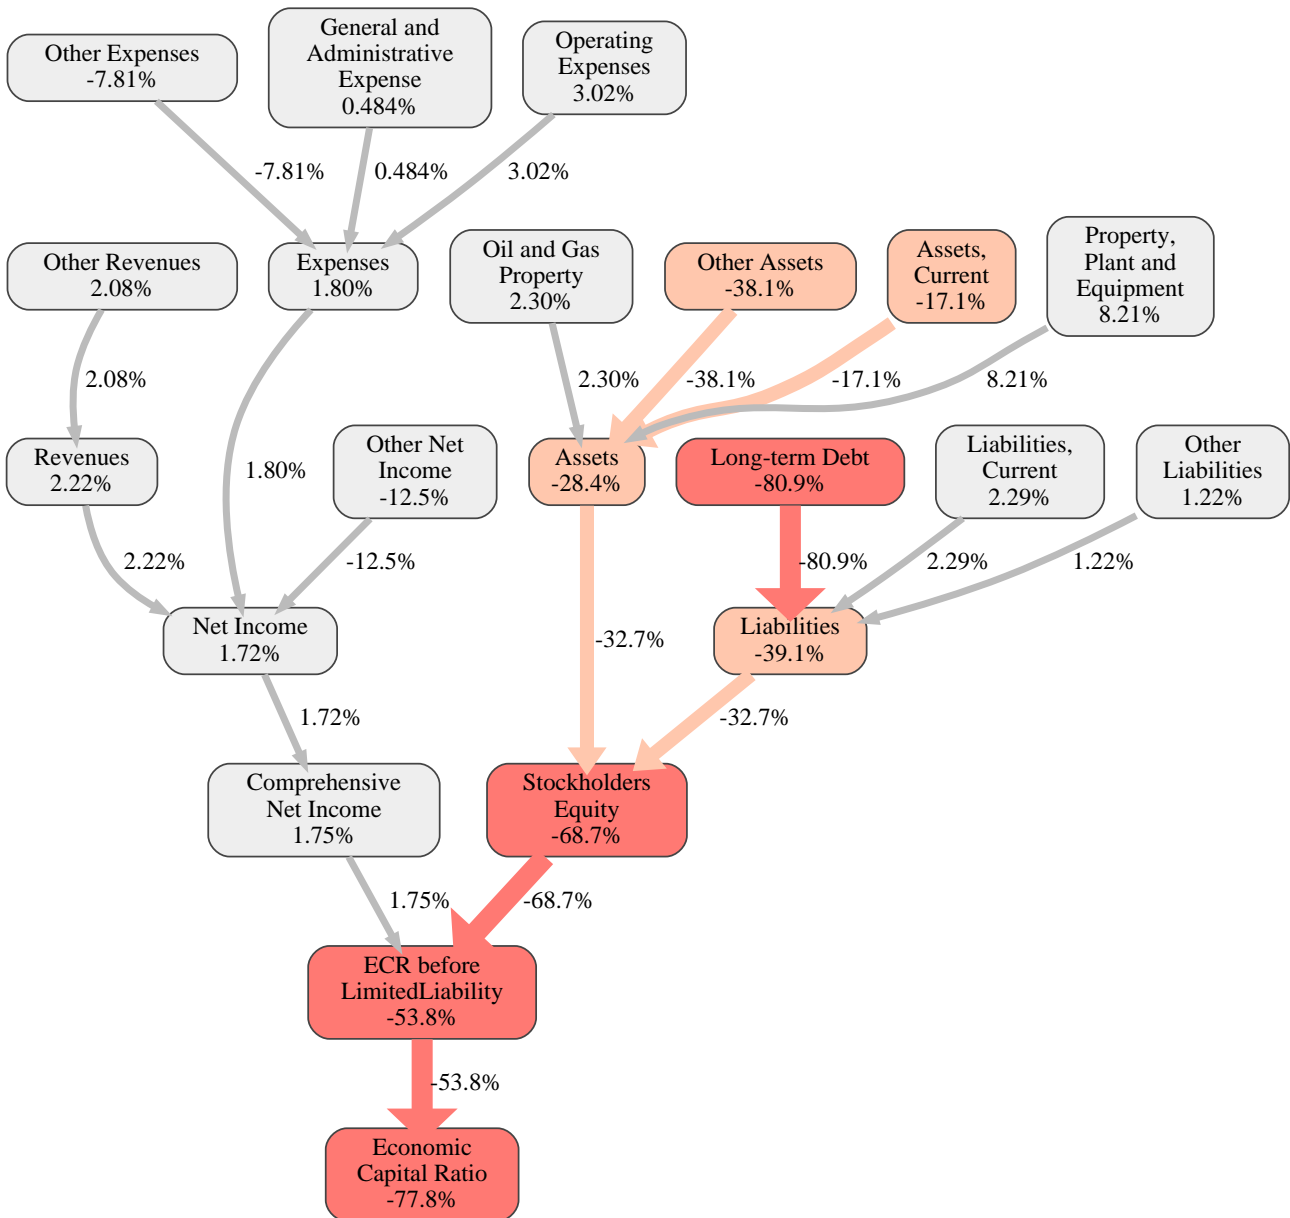 Other Expenses
-7.81%
General and
Administrative
Expense
0.484%
Operating
Expenses
3.02%
-7.81%
0.484%
3.02%
Other Revenues
2.08%
Expenses
1.80%
Oil and Gas
Property
2.30%
Other Assets
-38.1%
Assets,
Current
-17.1%
Property,
Plant and
Equipment
8.21%
2.08%
2.30%
-38.1%
-17.1%
8.21%
Revenues
2.22%
1.80%
Other Net
Income
-12.5%
Assets
-28.4%
Long-term Debt
-80.9%
Liabilities,
Current
2.29%
Other
Liabilities
1.22%
2.22%
-12.5%
-80.9%
2.29%
1.22%
Net Income
1.72%
-32.7%
Liabilities
-39.1%
1.72%
-32.7%
Comprehensive
Net Income
1.75%
Stockholders
Equity
-68.7%
1.75%
-68.7%
ECR before
LimitedLiability
-53.8%
-53.8%
Economic
Capital Ratio
-77.8%